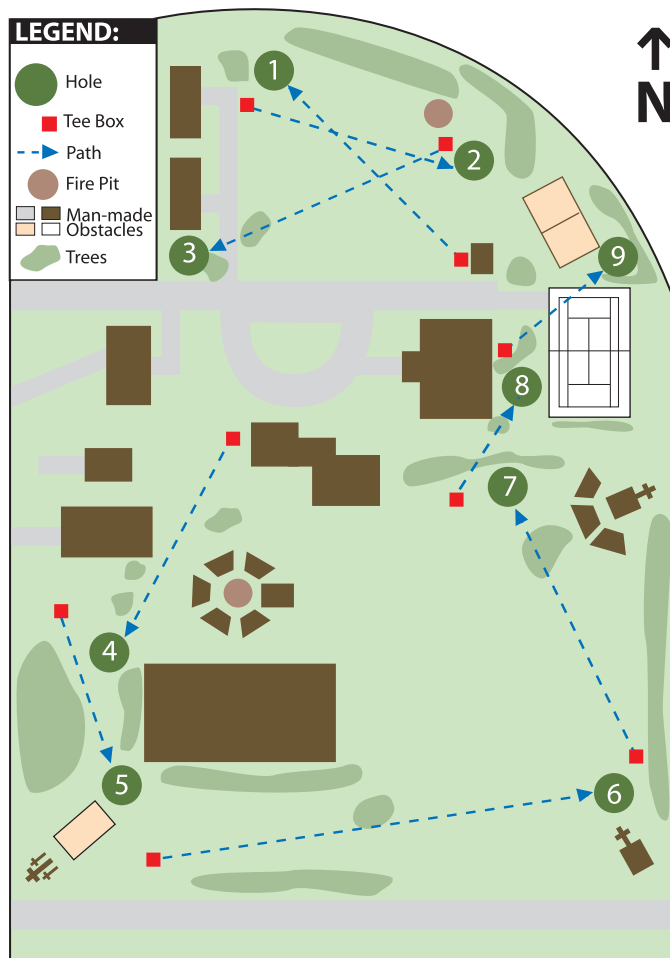 LEGEND:
Hole
Tee Box
Path
Fire Pit
Man-made
Obstacles
Trees
N
1
2
3
9
8
7
4
5
6